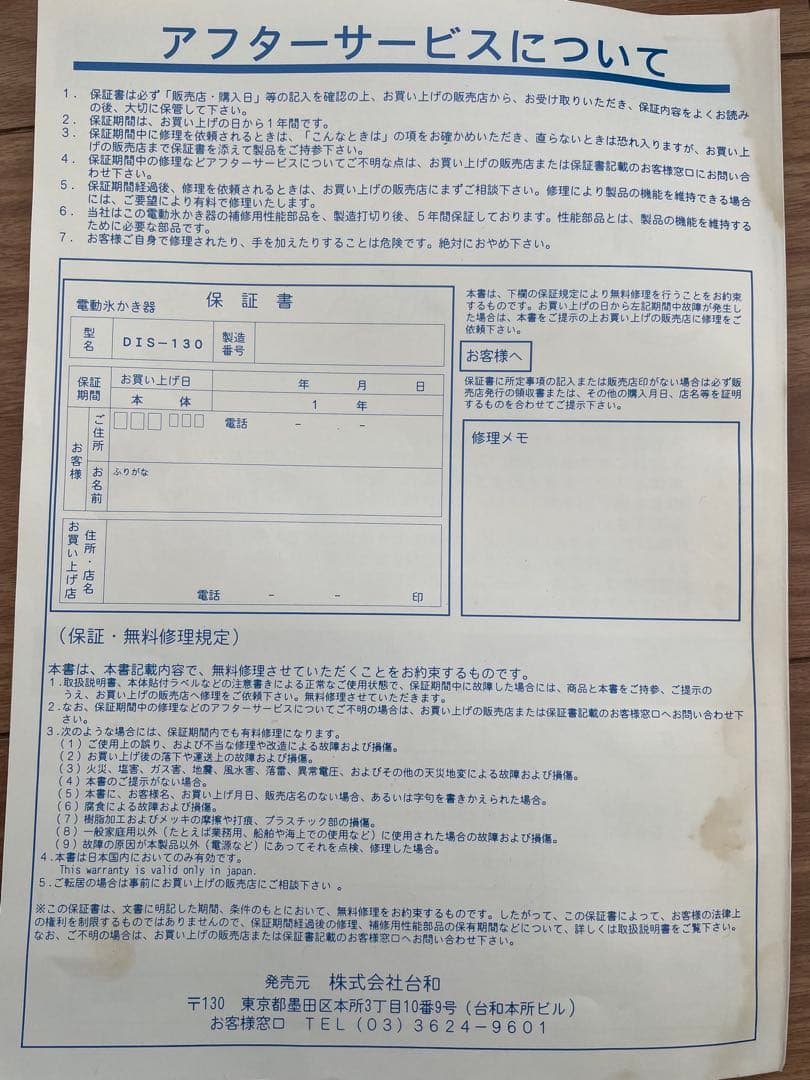 アフターサービスについて
1. 保証書は必ず「販売店・購入日」等の記入を確認の上、お買い上げの販売店から、お受け取りいただき、保証内容をよくお読み
の後、大切に保管して下さい。
2. 保証期間は、お買い上げの日から1年間です。
3. 保証期間中に修理を依頼されるときは、「こんなときは」の項をお確かめいただき、直らないときは恐れ入りますが、お買い上
げの販売店まで保証書を添えて製品をご持参下さい。
4. 保証期間中の修理などアフターサービスについてご不明な点は、お買い上げの販売店または保証書記載のお客様窓口にお問い合
わせ下さい。
5. 保証期間経過後、修理を依頼されるときは、お買い上げの販売店にまずご相談下さい。修理により製品の機能を維持できる場合
には、ご要望により有料で修理いたします。
6. 当社はこの電動氷かき器の補修用性能部品を、製造打切り後、5年間保証しております。性能部品とは、製品の機能を維持する
ために必要な部品です。
7. お客様ご自身で修理されたり、手を加えたりすることは危険です。絶対におやめ下さい。
電動氷かき器 保証書
型名 DIS-130 製造番号
保証期間 お買い上げ日 年 月 日
本体 1年
お客様 ご住所 電話 - -
お名前 ふりがな
お買い上げ店 住所・店名
電話 - - 印
本書は、下欄の保証規定により無料修理を行うことをお約束
するものです。お買い上げの日から左記期間中故障が発生し
た場合は、本書をご提示の上お買い上げの販売店に修理をご
依頼下さい。
お客様へ
保証書に所定事項の記入または販売店印がない場合は必ず販
売店発行の領収書または、その他の購入月日、店名等を証明
するものを合わせてご提示下さい。
修理メモ
(保証・無料修理規定)
本書は、本書記載内容で、無料修理させていただくことをお約束するものです。
1.取扱説明書、本体貼付ラベルなどの注意書きによる正常なご使用状態で、保証期間中に故障した場合には、商品と本書をご持参、ご提示の
うえ、お買い上げの販売店へ修理をご依頼下さい。無料修理させていただきます。
2.なお、保証期間中の修理などのアフターサービスについてご不明の場合は、お買い上げの販売店または保証書記載のお客様窓口へお問い合わせ下
さい。
3.次のような場合には、保証期間内でも有料修理になります。
(1)ご使用上の誤り、および不当な修理や改造による故障および損傷。
(2)お買い上げ後の落下や運送上の故障および損傷。
(3)火災、塩害、ガス害、地震、風水害、落雷、異常電圧、およびその他の天災地変による故障および損傷。
(4)本書のご提示がない場合。
(5)本書に、お客様名、お買上げ月日、販売店名のない場合、あるいは字句を書きかえられた場合。
(6)腐食による故障および損傷。
(7)樹脂加工およびメッキの摩擦や打痕、プラスチック部の損傷。
(8)一般家庭用以外(たとえば業務用、船舶や海上での使用など)に使用された場合の故障および損傷。
(9)故障の原因が本製品以外(電源など)にあってそれを点検、修理した場合。
4.本書は日本国内においてのみ有効です。
This warranty is valid only in japan.
5.ご転居の場合は事前にお買い上げの販売店にご相談下さい 。
※この保証書は、文書に明記した期間、条件のもとにおいて、無料修理をお約束するものです。したがって、この保証書によって、お客様の法律上
の権利を制限するものではありませんので、保証期間経過後の修理、補修用性能部品の保有期間などについて、詳しくは取扱説明書をご覧下さい。
なお、ご不明の場合は、お買い上げの販売店または保証書記載のお客様窓口へお問い合わせ下さい。
発売元 株式会社台和
〒130 東京都墨田区本所3丁目10番9号(台和本所ビル)
お客様窓口 TEL(03)3624-9601